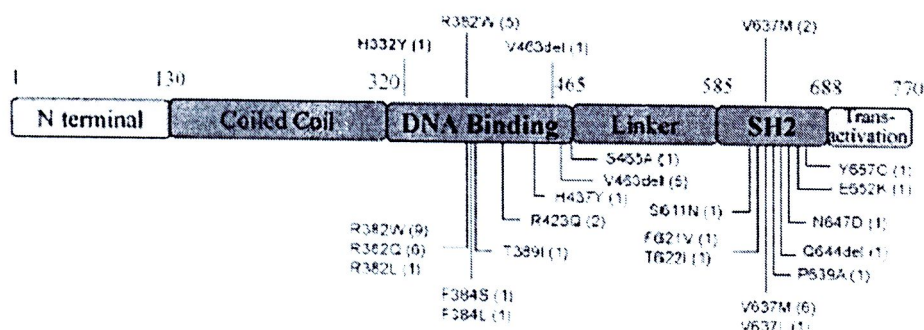 R382W (5)
V637M (2)
H332Y (1)
V463del (1)
1
130
320
465
585
688
770
N terminal
Coiled Coil
DNA Binding
Linker
SH2
Trans-
activation
S465A (1)
V463del (5)
H437Y (1)
R423Q (2)
T389I (1)
R382W (9)
R382L (1)
F384S (1)
F384L (1)
Y657C (1)
E652K (1)
S611N (1)
N647D (1)
F621V (1)
T622I (1)
Q644del (1)
P639A (1)
V637M (6)
V637L (1)